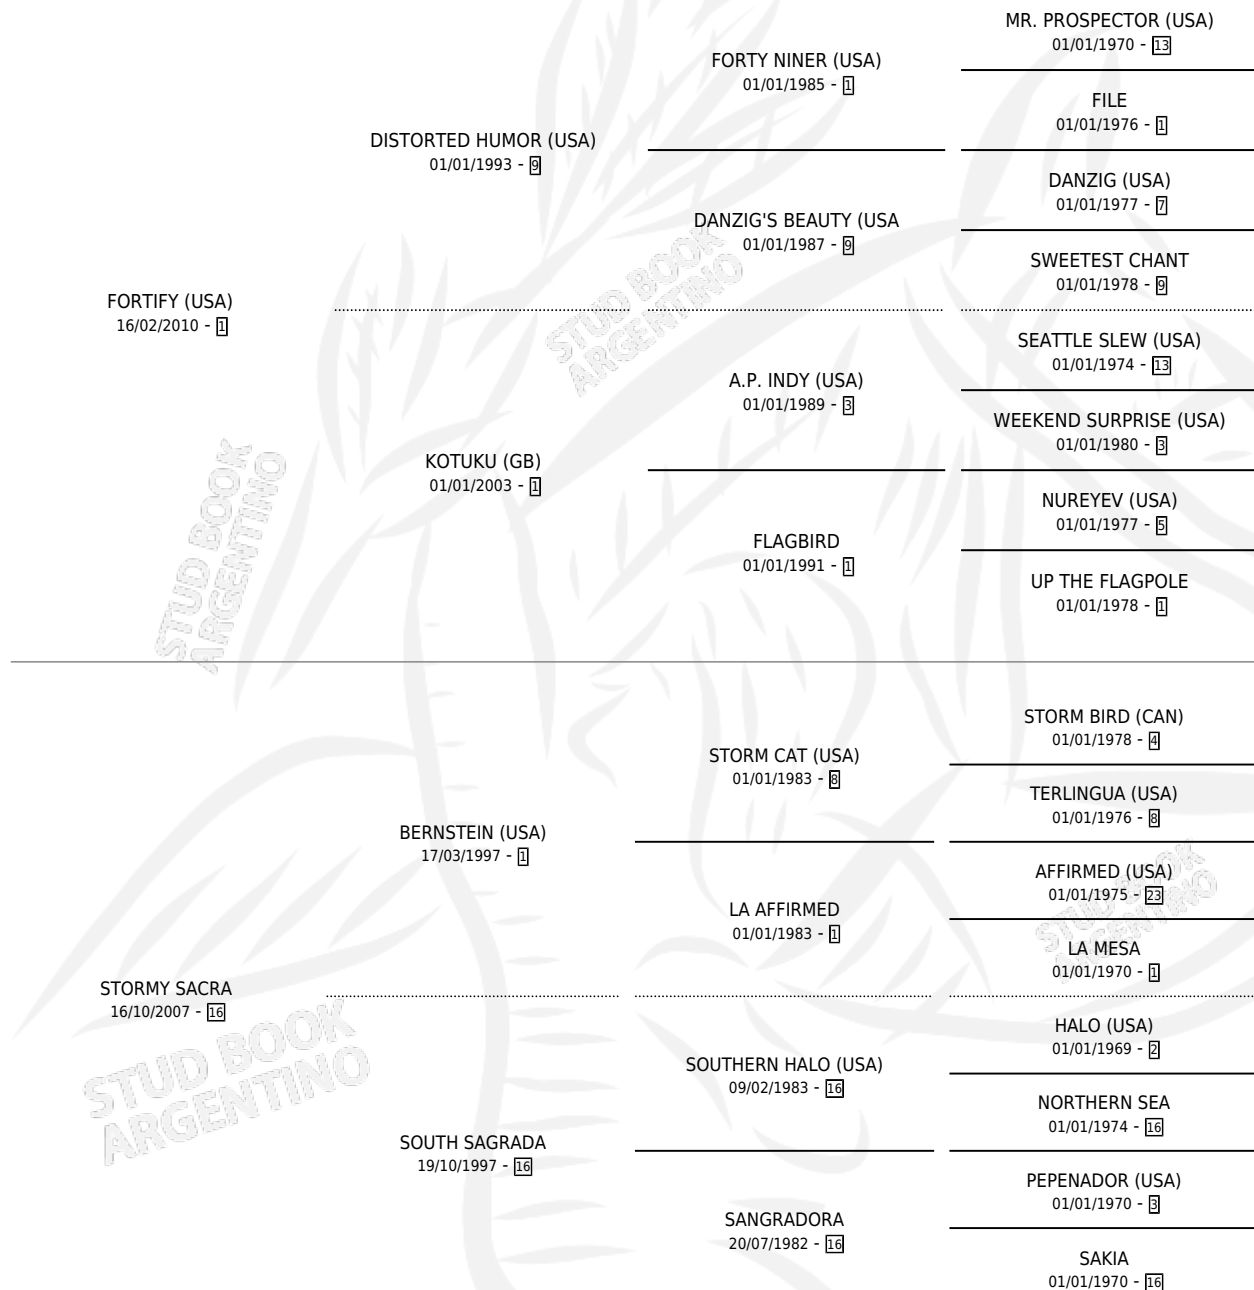 MR. PROSPECTOR (USA)
01/01/1970 - 13
FORTY NINER (USA)
01/01/1985 - 1
FILE
01/01/1976 - 1
DISTORTED HUMOR (USA)
01/01/1993 - 9
DANZIG (USA)
01/01/1977 - 7
DANZIG'S BEAUTY (USA
01/01/1987 - 9
SWEETEST CHANT
01/01/1978 - 9
FORTIFY (USA)
16/02/2010 - 1
STUD BOOK
ARGENTINO
SEATTLE SLEW (USA)
01/01/1974 - 13
A.P. INDY (USA)
01/01/1989 - 3
WEEKEND SURPRISE (USA)
01/01/1980 - 3
KOTUKU (GB)
01/01/2003 - 1
NUREYEV (USA)
01/01/1977 - 5
FLAGBIRD
01/01/1991 - 1
UP THE FLAGPOLE
01/01/1978 - 1
STUD BOOK
ARGENTINO
STORM BIRD (CAN)
01/01/1978 - 4
STORM CAT (USA)
01/01/1983 - 8
TERLINGUA (USA)
01/01/1976 - 8
BERNSTEIN (USA)
17/03/1997 - 1
AFFIRMED (USA)
01/01/1975 - 23
LA AFFIRMED
01/01/1983 - 1
LA MESA
01/01/1970 - 1
STUD BOOK
ARGENTINO
STORMY SACRA
16/10/2007 - 16
STUD BOOK
ARGENTINO
HALO (USA)
01/01/1969 - 2
SOUTHERN HALO (USA)
09/02/1983 - 16
NORTHERN SEA
01/01/1974 - 16
SOUTH SAGRADA
19/10/1997 - 16
PEPENADOR (USA)
01/01/1970 - 3
SANGRADORA
20/07/1982 - 16
SAKIA
01/01/1970 - 16